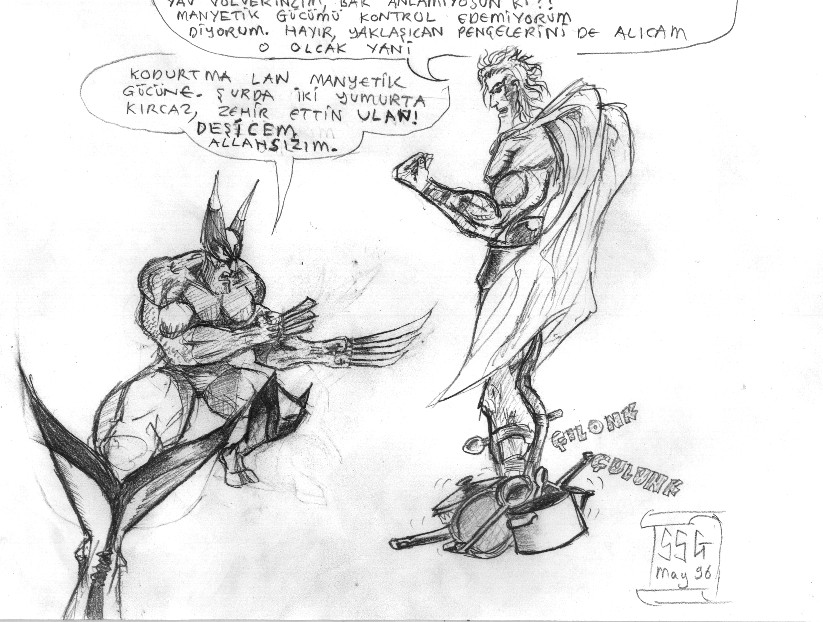 YAV VOLVERİNZİM, BAK ANLAMIYOSUN Kİ??
MANYETİK GÜCÜMÜ KONTROL EDEMİYORUM
DİYORUM. HAYIR, YAKLAŞICAN PENÇELERİNİ DE ALICAM
O OLCAK YANİ
KODURTMA LAN MANYETİK
GÜCÜNE. ŞURDA İKİ YUMURTA
KIRCAZ, ZEHİR ETTİN ULAN!
DEŞİCEM
ALLAHSIZIM.
ÇILONK
ÇULUNK
SSG
May 96